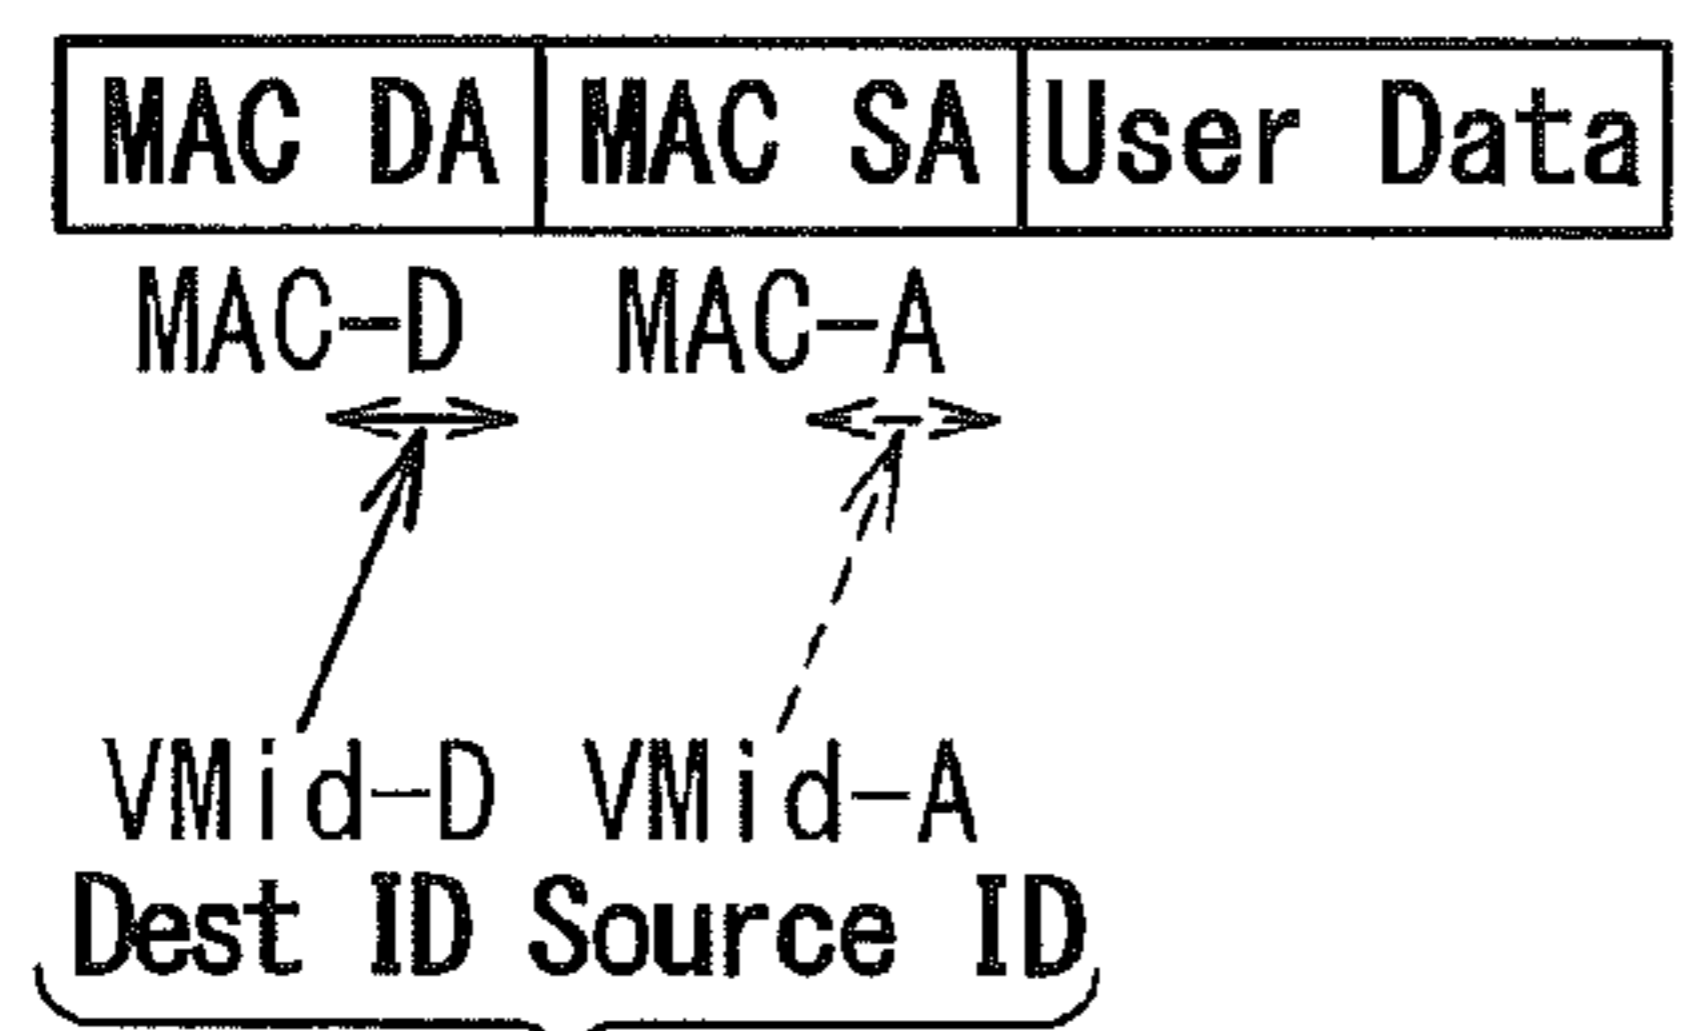 MAC DA MAC SA User Data
MAC-D MAC-A
VMid-D VMid-A
Dest ID Source ID